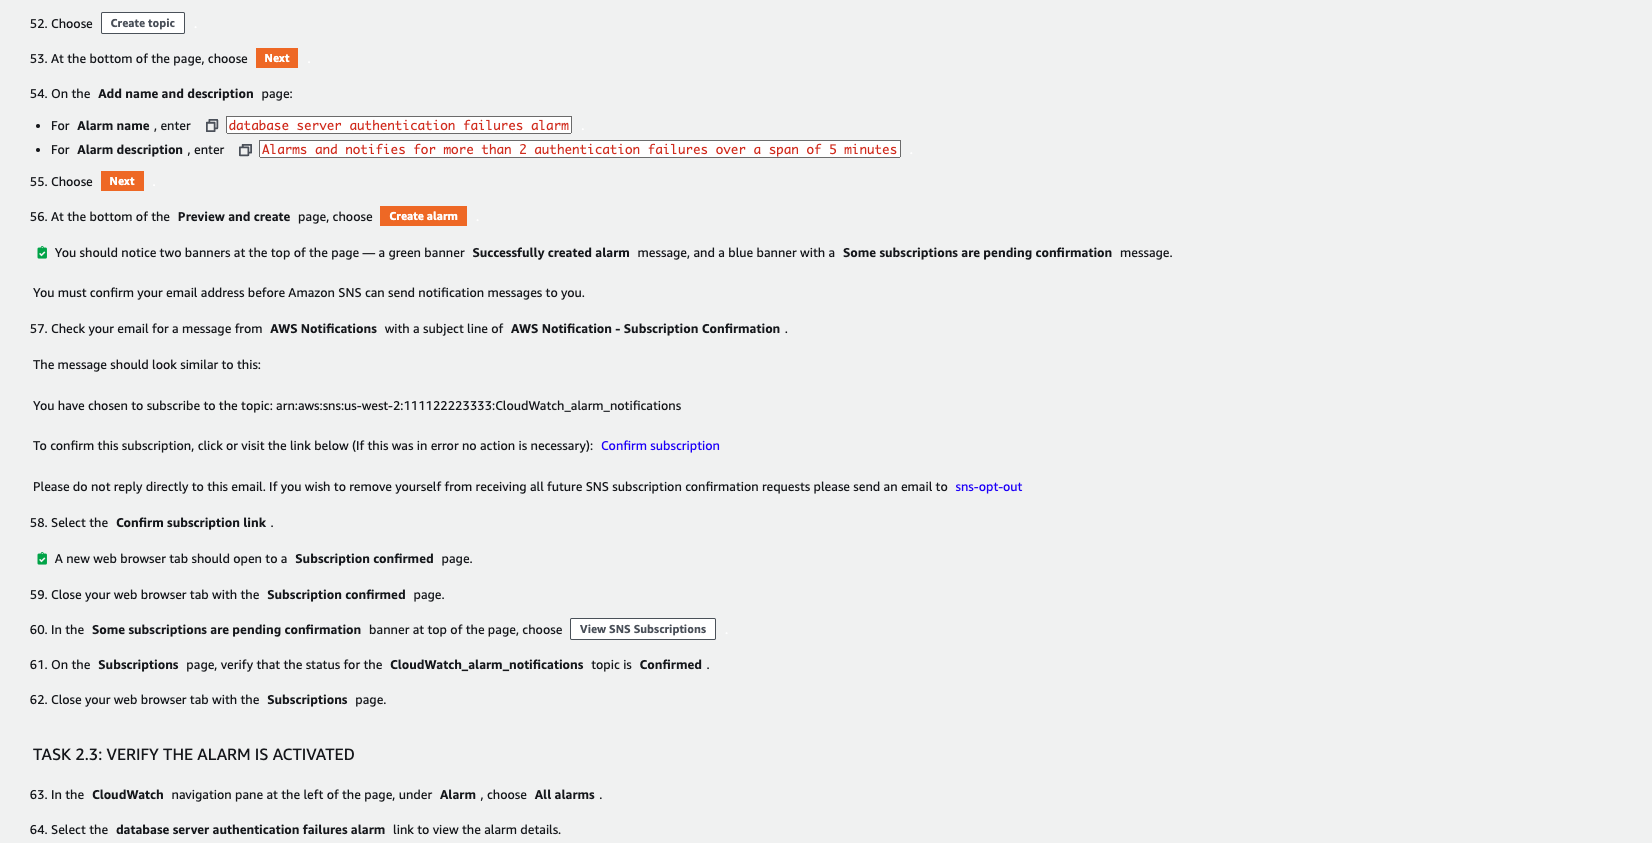 52. Choose Create topic
53. At the bottom of the page, choose Next
54. On the Add name and description page:
• For Alarm name , enter database server authentication failures alarm
• For Alarm description , enter Alarms and notifies for more than 2 authentication failures over a span of 5 minutes
55. Choose Next
56. At the bottom of the Preview and create page, choose Create alarm
You should notice two banners at the top of the page — a green banner Successfully created alarm message, and a blue banner with a Some subscriptions are pending confirmation message.
You must confirm your email address before Amazon SNS can send notification messages to you.
57. Check your email for a message from AWS Notifications with a subject line of AWS Notification - Subscription Confirmation .
The message should look similar to this:
You have chosen to subscribe to the topic: arn:aws:sns:us-west-2:111122223333:CloudWatch_alarm_notifications
To confirm this subscription, click or visit the link below (If this was in error no action is necessary): Confirm subscription
Please do not reply directly to this email. If you wish to remove yourself from receiving all future SNS subscription confirmation requests please send an email to sns-opt-out
58. Select the Confirm subscription link .
A new web browser tab should open to a Subscription confirmed page.
59. Close your web browser tab with the Subscription confirmed page.
60. In the Some subscriptions are pending confirmation banner at top of the page, choose View SNS Subscriptions
61. On the Subscriptions page, verify that the status for the CloudWatch_alarm_notifications topic is Confirmed .
62. Close your web browser tab with the Subscriptions page.
TASK 2.3: VERIFY THE ALARM IS ACTIVATED
63. In the CloudWatch navigation pane at the left of the page, under Alarm , choose All alarms .
64. Select the database server authentication failures alarm link to view the alarm details.